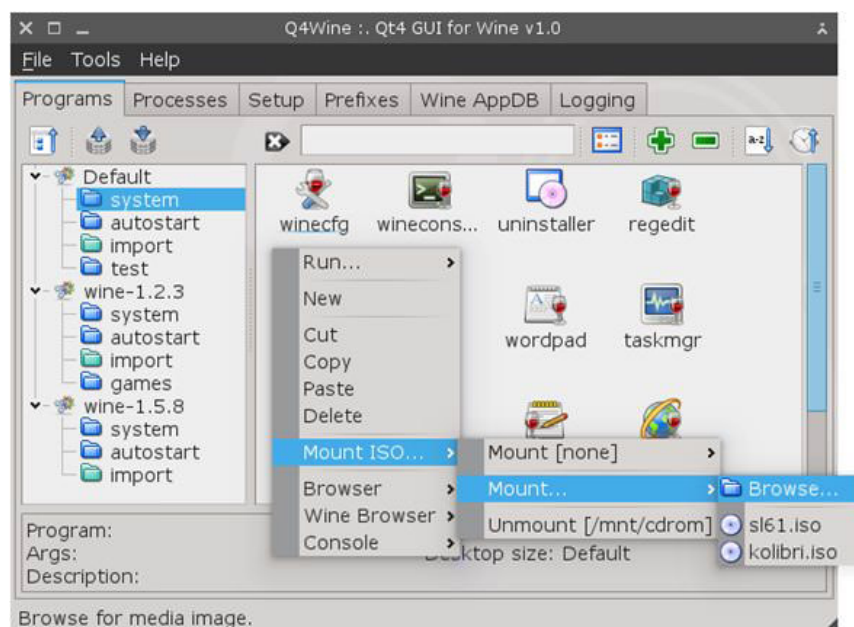 Q4Wine :. Qt4 GUI for Wine v1.0
File Tools Help
Programs Processes Setup Prefixes Wine AppDB Logging
a-z
Default
system
autostart
import
test
wine-1.2.3
system
autostart
import
games
wine-1.5.8
system
autostart
import
winecfg winecons... uninstaller regedit
wordpad taskmgr
Run...
New
Cut
Copy
Paste
Delete
Mount ISO...
Browser
Wine Browser
Console
Mount [none]
Mount...
Unmount [/mnt/cdrom]
Browse...
sl61.iso
kolibri.iso
Program:
Args:
size: Default
Description:
Browse for media image.